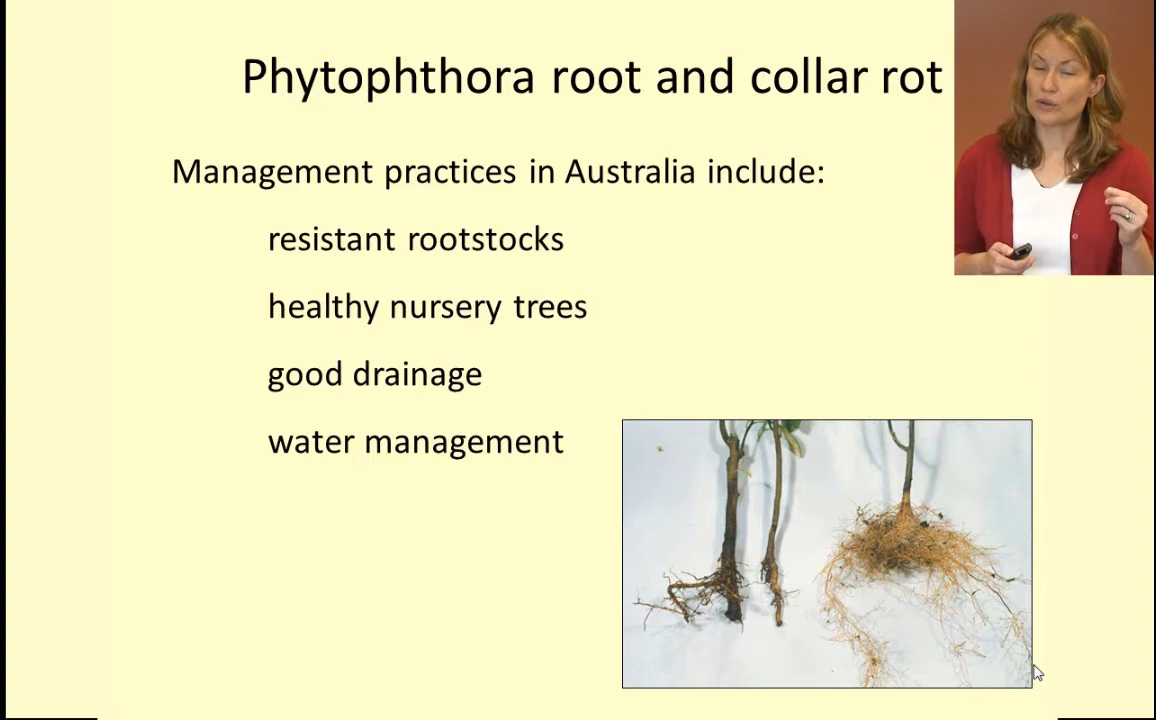 Phytophthora root and collar rot
Management practices in Australia include:
resistant rootstocks
healthy nursery trees
good drainage
water management